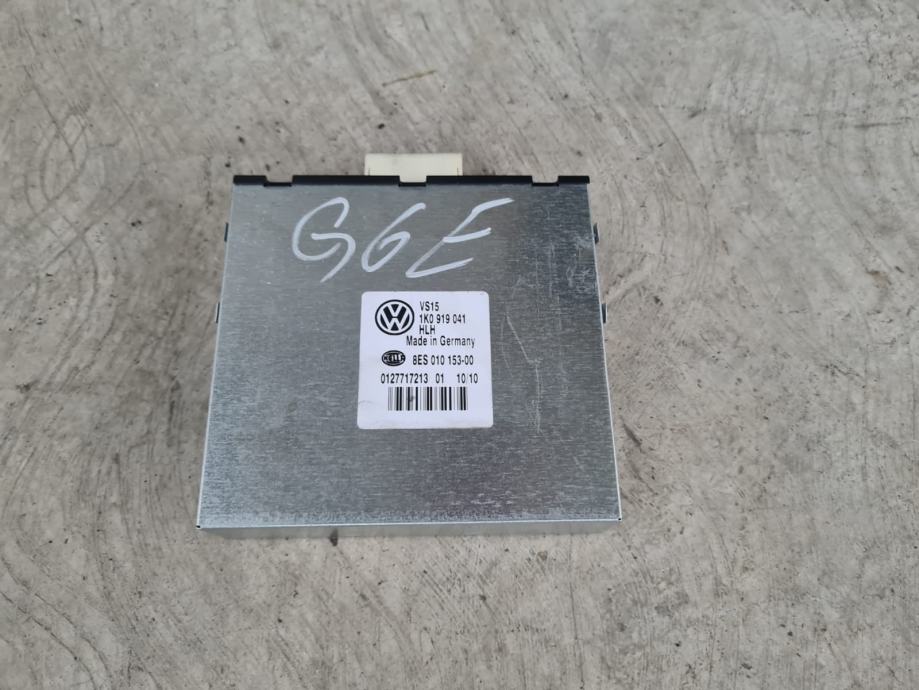 G6E
VS15
1K0 919 041
HLH
Made in Germany
HELLA 8ES 010 153-00
0127717213 01 10/10